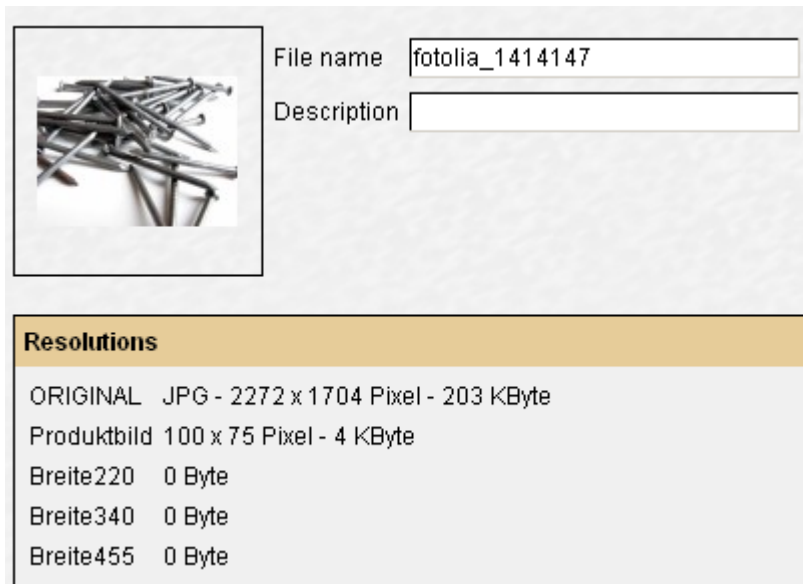 File name fotolia_1414147
Description
Resolutions
ORIGINAL JPG - 2272 x 1704 Pixel - 203 KByte
Produktbild 100 x 75 Pixel - 4 KByte
Breite220 0 Byte
Breite340 0 Byte
Breite455 0 Byte